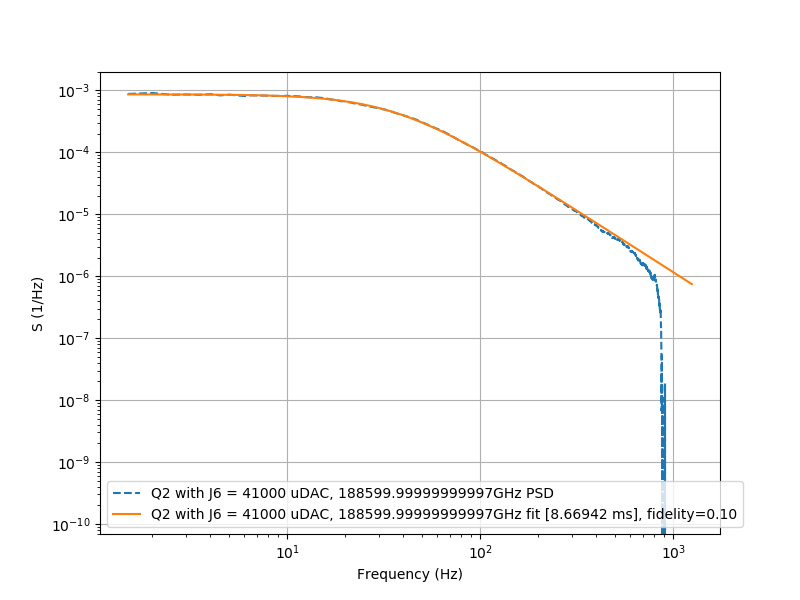 S (1/Hz)
10⁻³
10⁻⁴
10⁻⁵
10⁻⁶
10⁻⁷
10⁻⁸
10⁻⁹
10⁻¹⁰
Q2 with J6 = 41000 uDAC, 188599.99999999997GHz PSD
Q2 with J6 = 41000 uDAC, 188599.99999999997GHz fit [8.66942 ms], fidelity=0.10
10¹
10²
10³
Frequency (Hz)